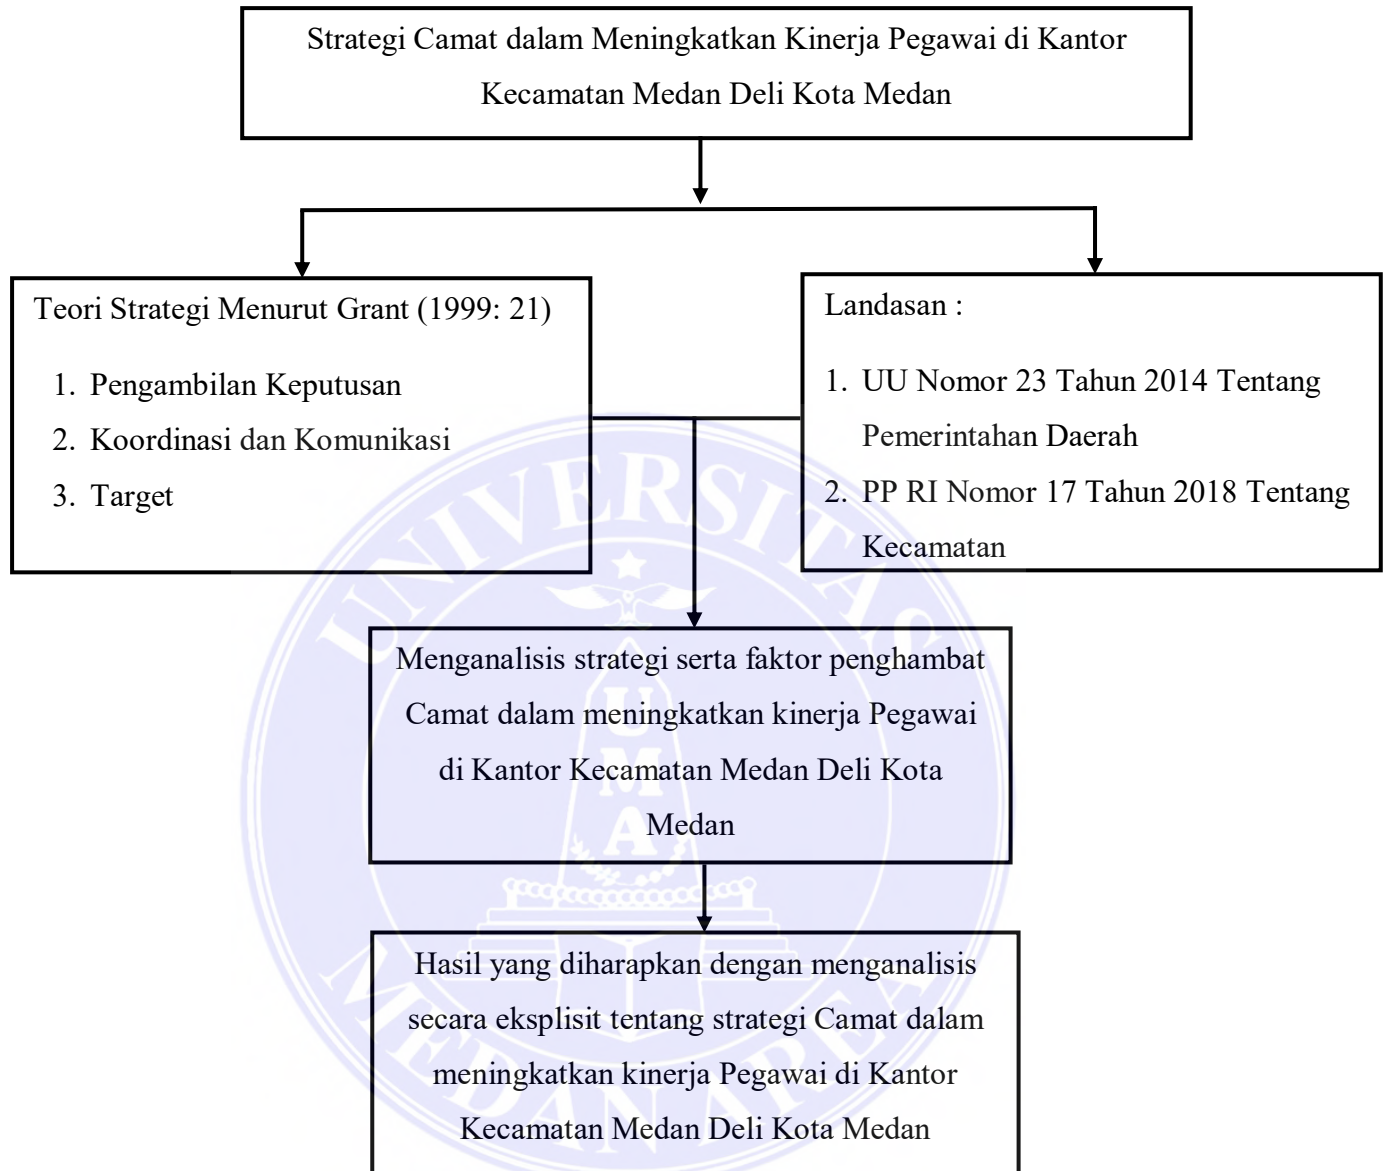 Strategi Camat dalam Meningkatkan Kinerja Pegawai di Kantor
Kecamatan Medan Deli Kota Medan
Teori Strategi Menurut Grant (1999: 21)
1. Pengambilan Keputusan
2. Koordinasi dan Komunikasi
3. Target
Landasan :
1. UU Nomor 23 Tahun 2014 Tentang
Pemerintahan Daerah
2. PP RI Nomor 17 Tahun 2018 Tentang
Kecamatan
Menganalisis strategi serta faktor penghambat
Camat dalam meningkatkan kinerja Pegawai
di Kantor Kecamatan Medan Deli Kota
Medan
Hasil yang diharapkan dengan menganalisis
secara eksplisit tentang strategi Camat dalam
meningkatkan kinerja Pegawai di Kantor
Kecamatan Medan Deli Kota Medan
UNIVERSITAS
MEDAN AREA
U
M
A